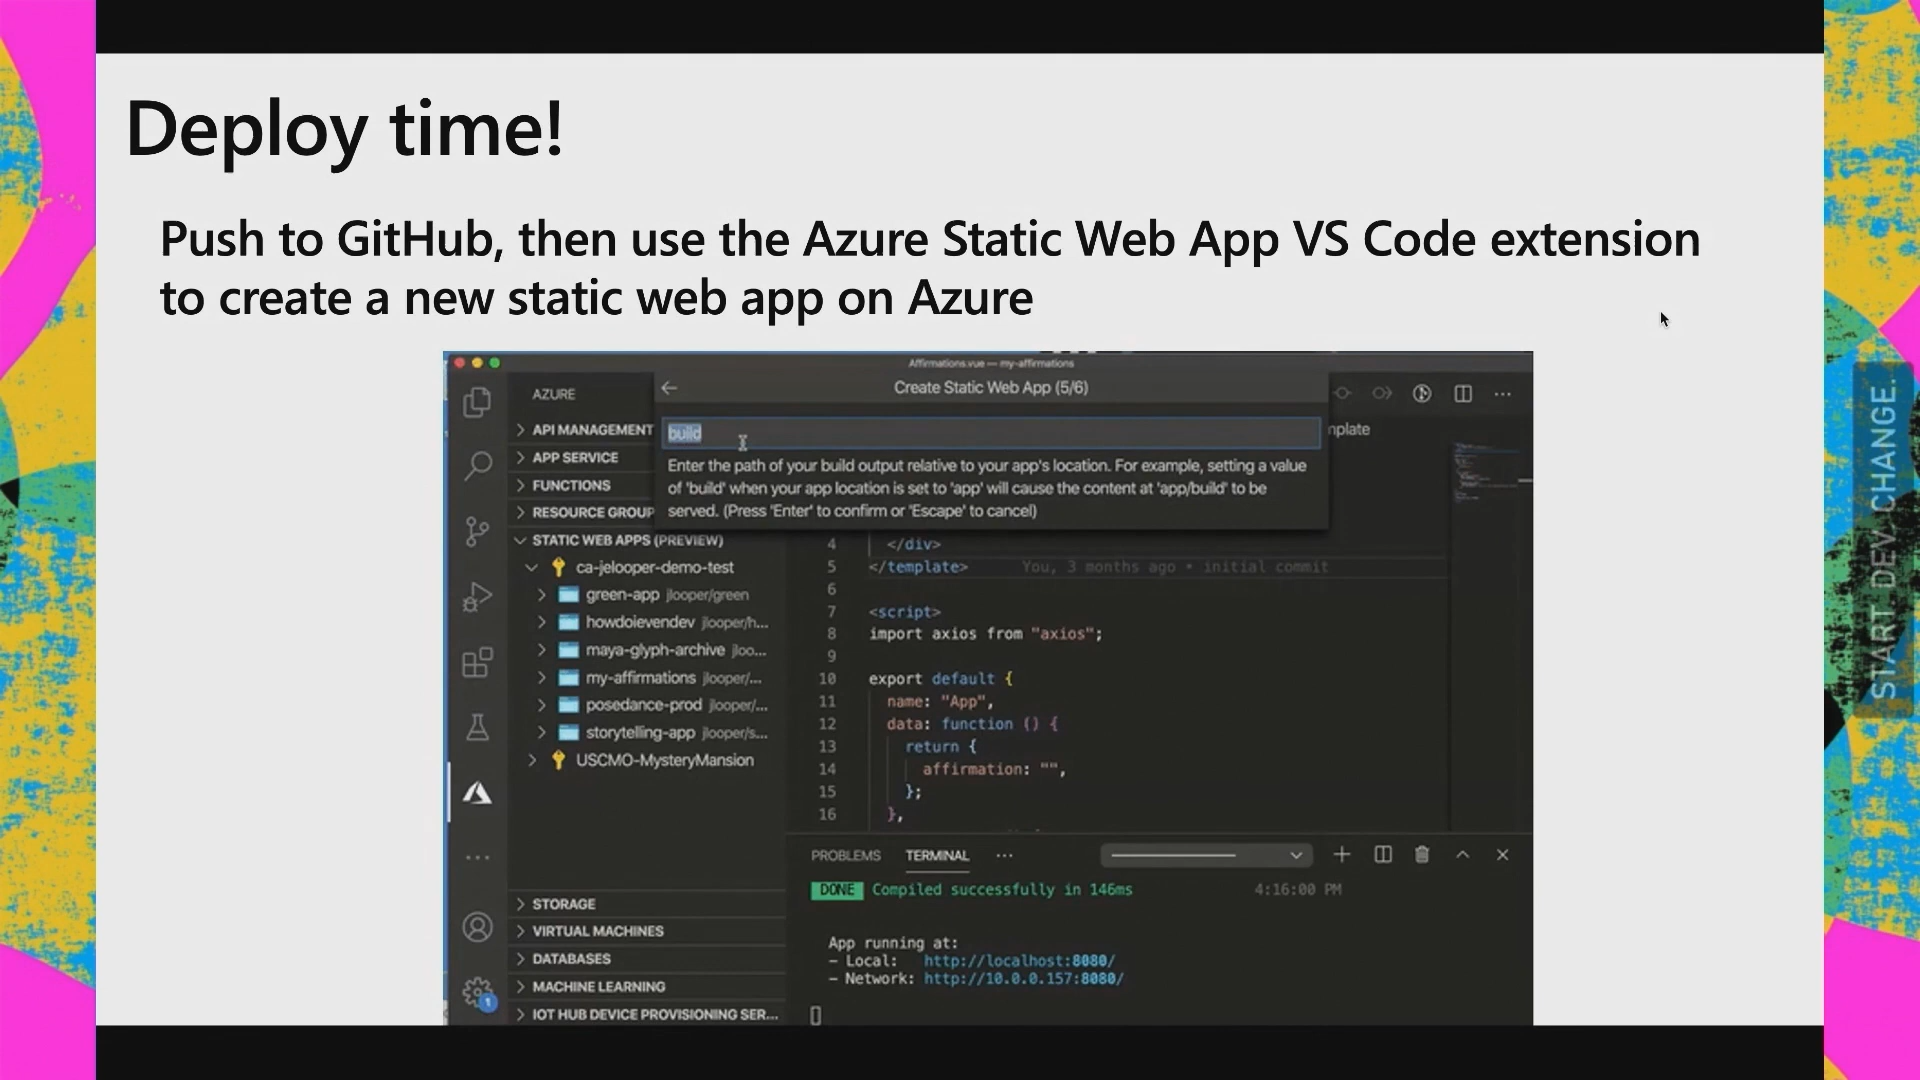 Deploy time!
Push to GitHub, then use the Azure Static Web App VS Code extension
to create a new static web app on Azure
Affirmations.vue — my-affirmations
Create Static Web App (5/6)
AZURE
build
Enter the path of your build output relative to your app's location. For example, setting a value
of 'build' when your app location is set to 'app' will cause the content at 'app/build' to be
served. (Press 'Enter' to confirm or 'Escape' to cancel)
mplate
API MANAGEMENT
APP SERVICE
FUNCTIONS
RESOURCE GROUP
STATIC WEB APPS (PREVIEW)
ca-jelooper-demo-test
green-app jlooper/green
howdoievendev jlooper/h...
maya-glyph-archive jloo...
my-affirmations jlooper/...
posedance-prod jlooper/...
storytelling-app jlooper/s...
USCMO-MysteryMansion
STORAGE
VIRTUAL MACHINES
DATABASES
MACHINE LEARNING
IOT HUB DEVICE PROVISIONING SER...
1
4 </div>
5 </template> You, 3 months ago • initial commit
6
7 <script>
8 import axios from "axios";
9
10 export default {
11 name: "App",
12 data: function () {
13 return {
14 affirmation: "",
15 };
16 },
PROBLEMS TERMINAL ...
DONE Compiled successfully in 146ms 4:16:00 PM
App running at:
- Local: http://localhost:8080/
- Network: http://10.0.0.157:8080/
START DEV CHANGE.